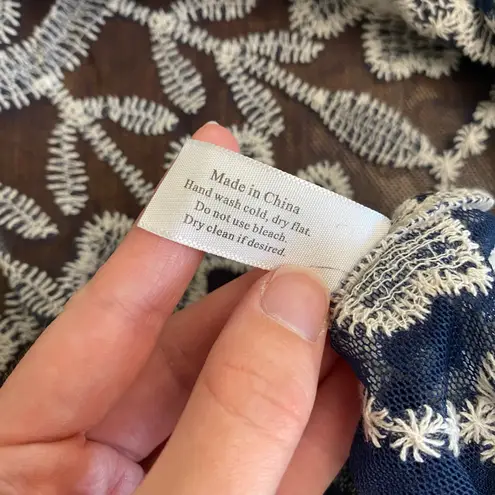 Made in China
Hand wash cold, dry flat.
Do not use bleach.
Dry clean if desired.